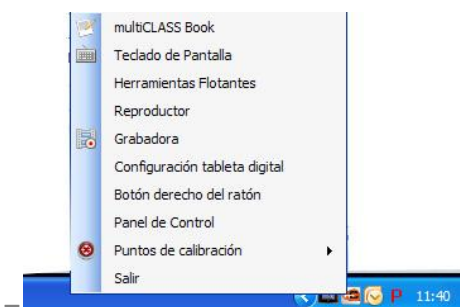 multiCLASS Book
Teclado de Pantalla
Herramientas Flotantes
Reproductor
Grabadora
Configuración tableta digital
Botón derecho del ratón
Panel de Control
Puntos de calibración
Salir
P 11:40